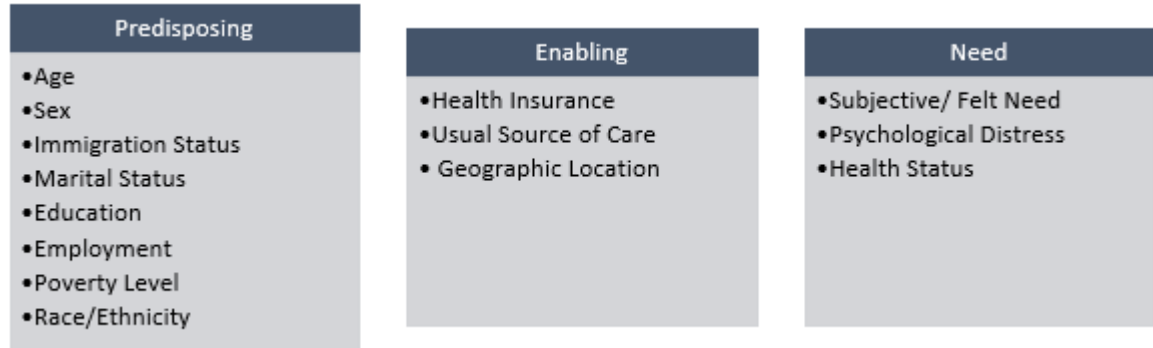 Predisposing
•Age
•Sex
•Immigration Status
•Marital Status
•Education
•Employment
•Poverty Level
•Race/Ethnicity
Enabling
•Health Insurance
•Usual Source of Care
• Geographic Location
Need
•Subjective/ Felt Need
•Psychological Distress
•Health Status